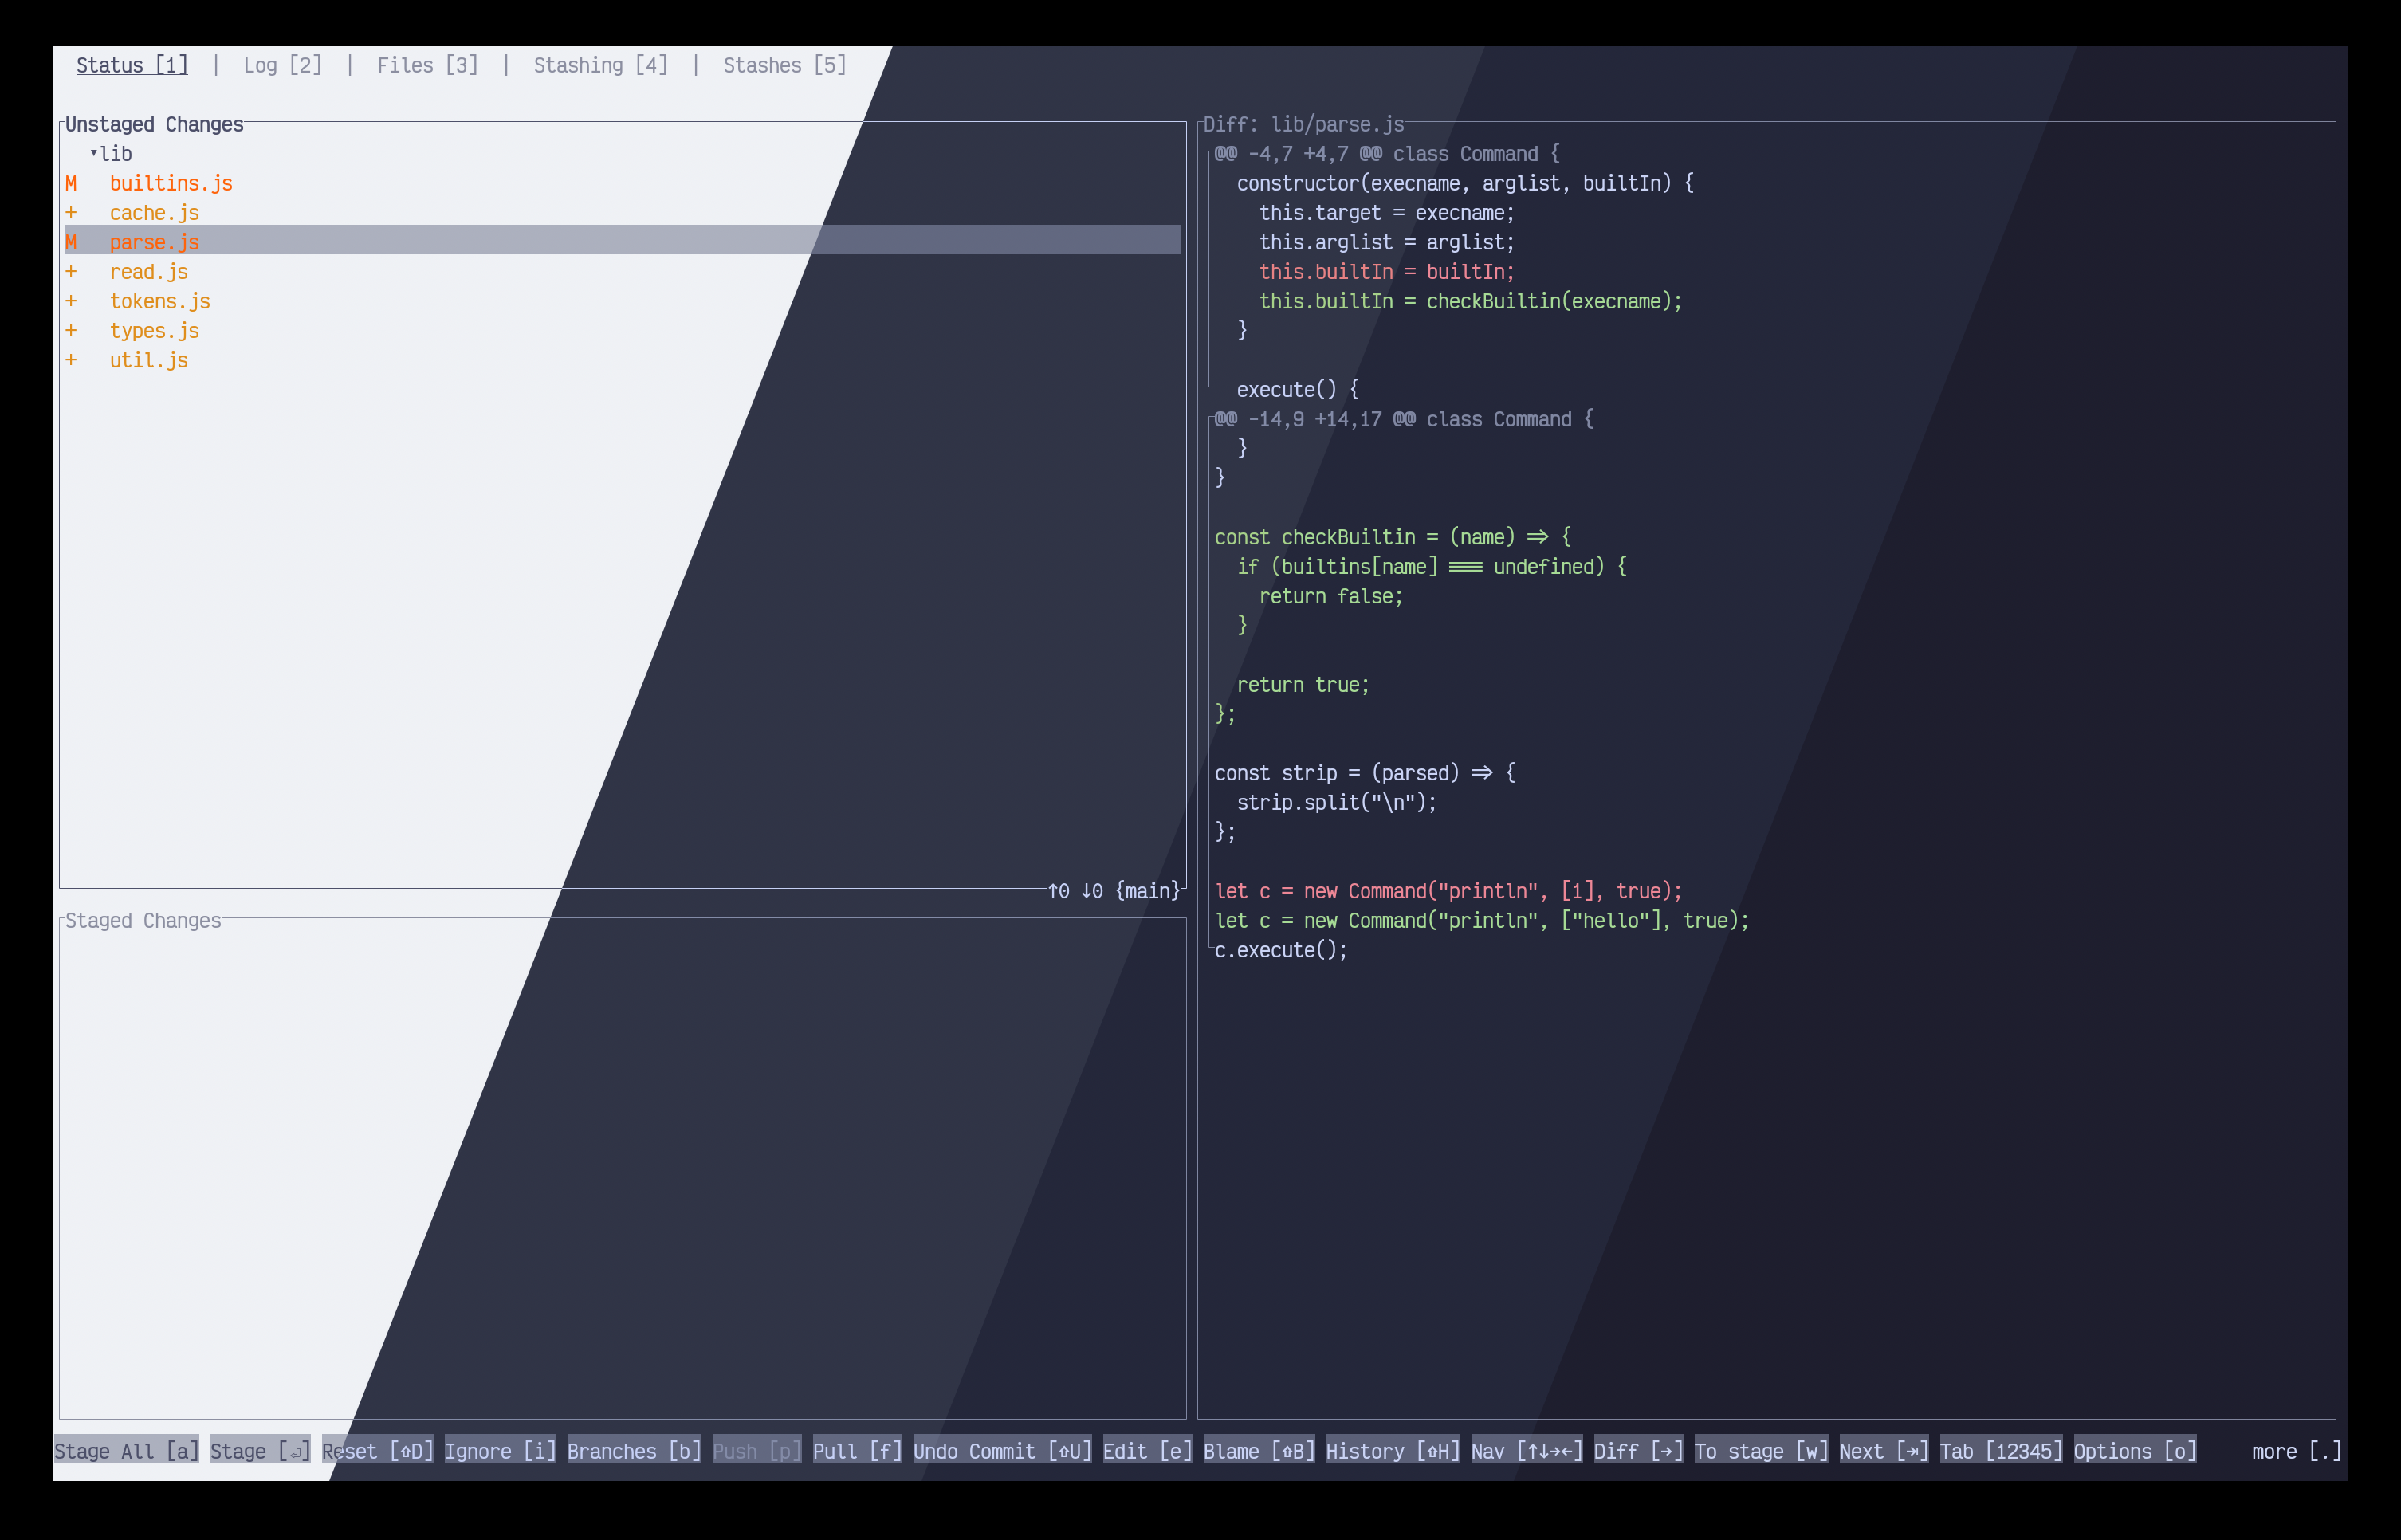 Status [1] | Log [2] | Files [3] | Stashing [4] | Stashes [5]
Unstaged Changes
▾lib
M   builtins.js
+   cache.js
M   parse.js
+   read.js
+   tokens.js
+   types.js
+   util.js
↑0 ↓0 {main}
Staged Changes
Diff: lib/parse.js
@@ -4,7 +4,7 @@ class Command {
  constructor(execname, arglist, builtIn) {
    this.target = execname;
    this.arglist = arglist;
    this.builtIn = builtIn;
    this.builtIn = checkBuiltin(execname);
  }
  execute() {
@@ -14,9 +14,17 @@ class Command {
  }
}
const checkBuiltin = (name) => {
  if (builtins[name] === undefined) {
    return false;
  }
  return true;
};
const strip = (parsed) => {
  strip.split("\n");
};
let c = new Command("println", [1], true);
let c = new Command("println", ["hello"], true);
c.execute();
Stage All [a] Stage [⏎] Reset [⇧D] Ignore [i] Branches [b] Push [p] Pull [f] Undo Commit [⇧U] Edit [e] Blame [⇧B] History [⇧H] Nav [↑↓→←] Diff [→] To stage [w] Next [⇥] Tab [12345] Options [o] more [.]